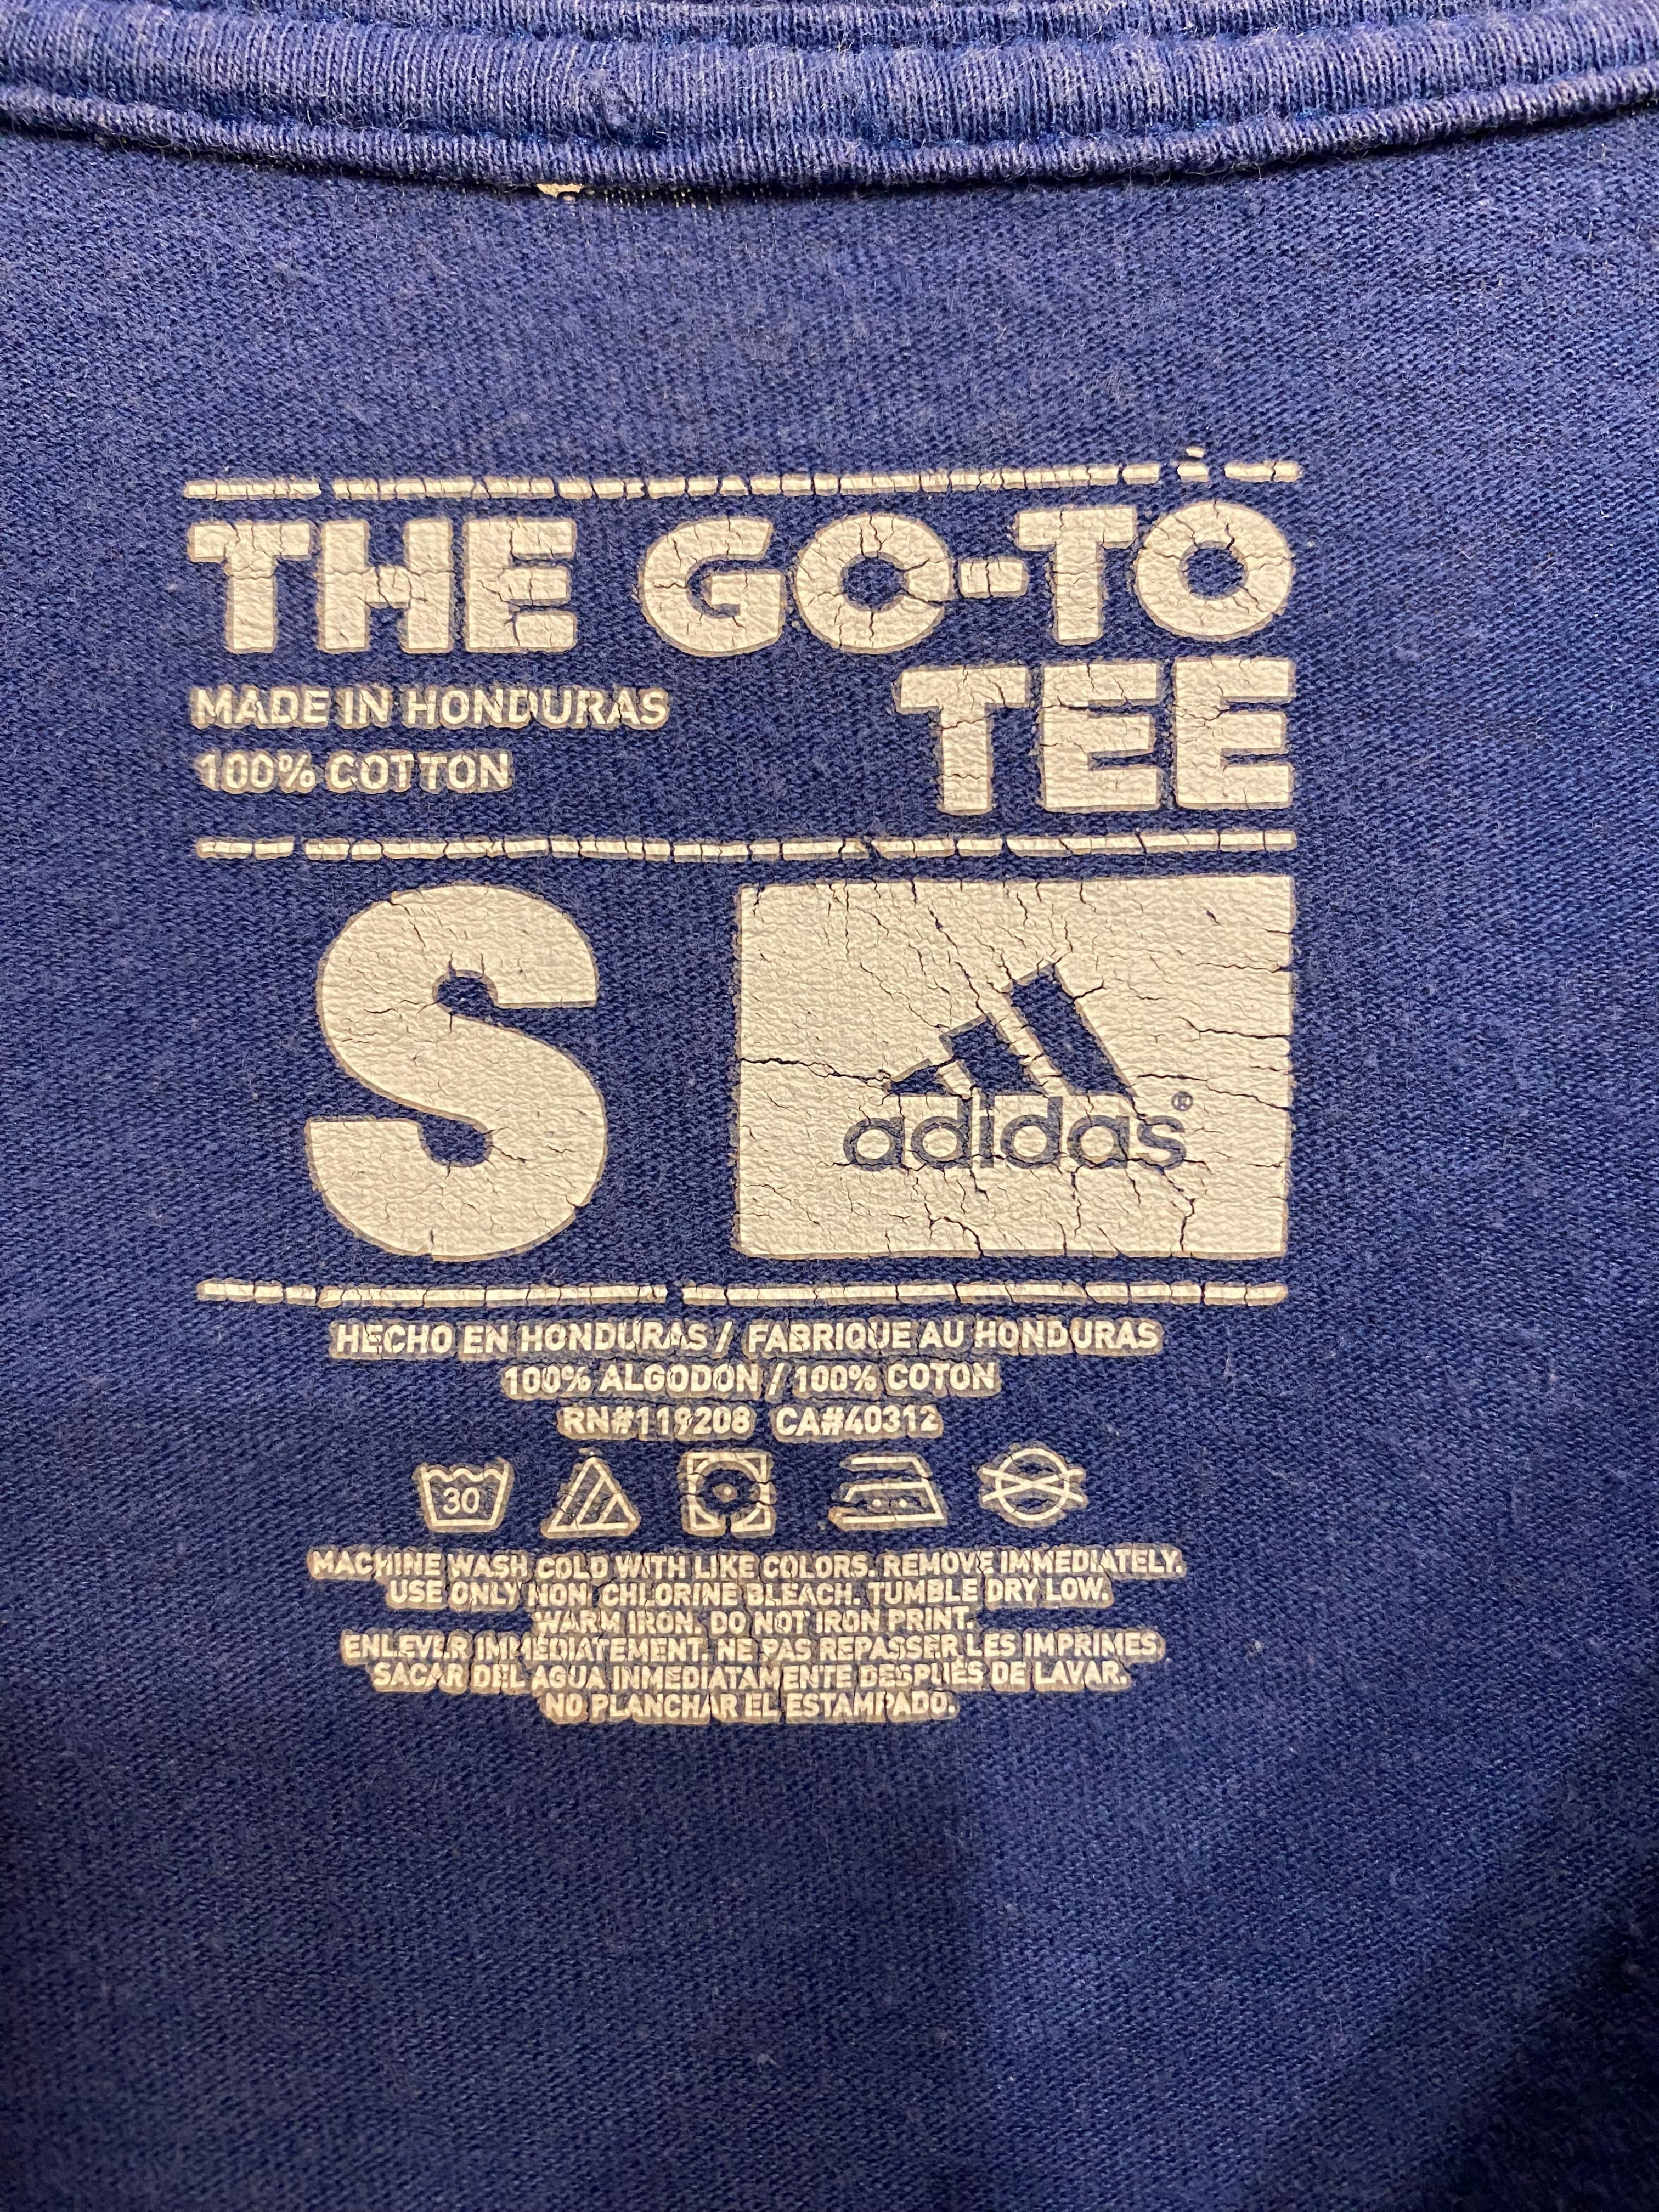 THE GO-TO
TEE
MADE IN HONDURAS
100% COTTON
S
adidas®
HECHO EN HONDURAS / FABRIQUE AU HONDURAS
100% ALGODON / 100% COTON
RN#119208 CA#40312
30
MACHINE WASH COLD WITH LIKE COLORS. REMOVE IMMEDIATELY.
USE ONLY NON CHLORINE BLEACH. TUMBLE DRY LOW.
WARM IRON. DO NOT IRON PRINT.
ENLEVER IMMEDIATEMENT. NE PAS REPASSER LES IMPRIMES
SACAR DEL AGUA INMEDIATAMENTE DESPUÉS DE LAVAR.
NO PLANCHAR EL ESTAMPADO.